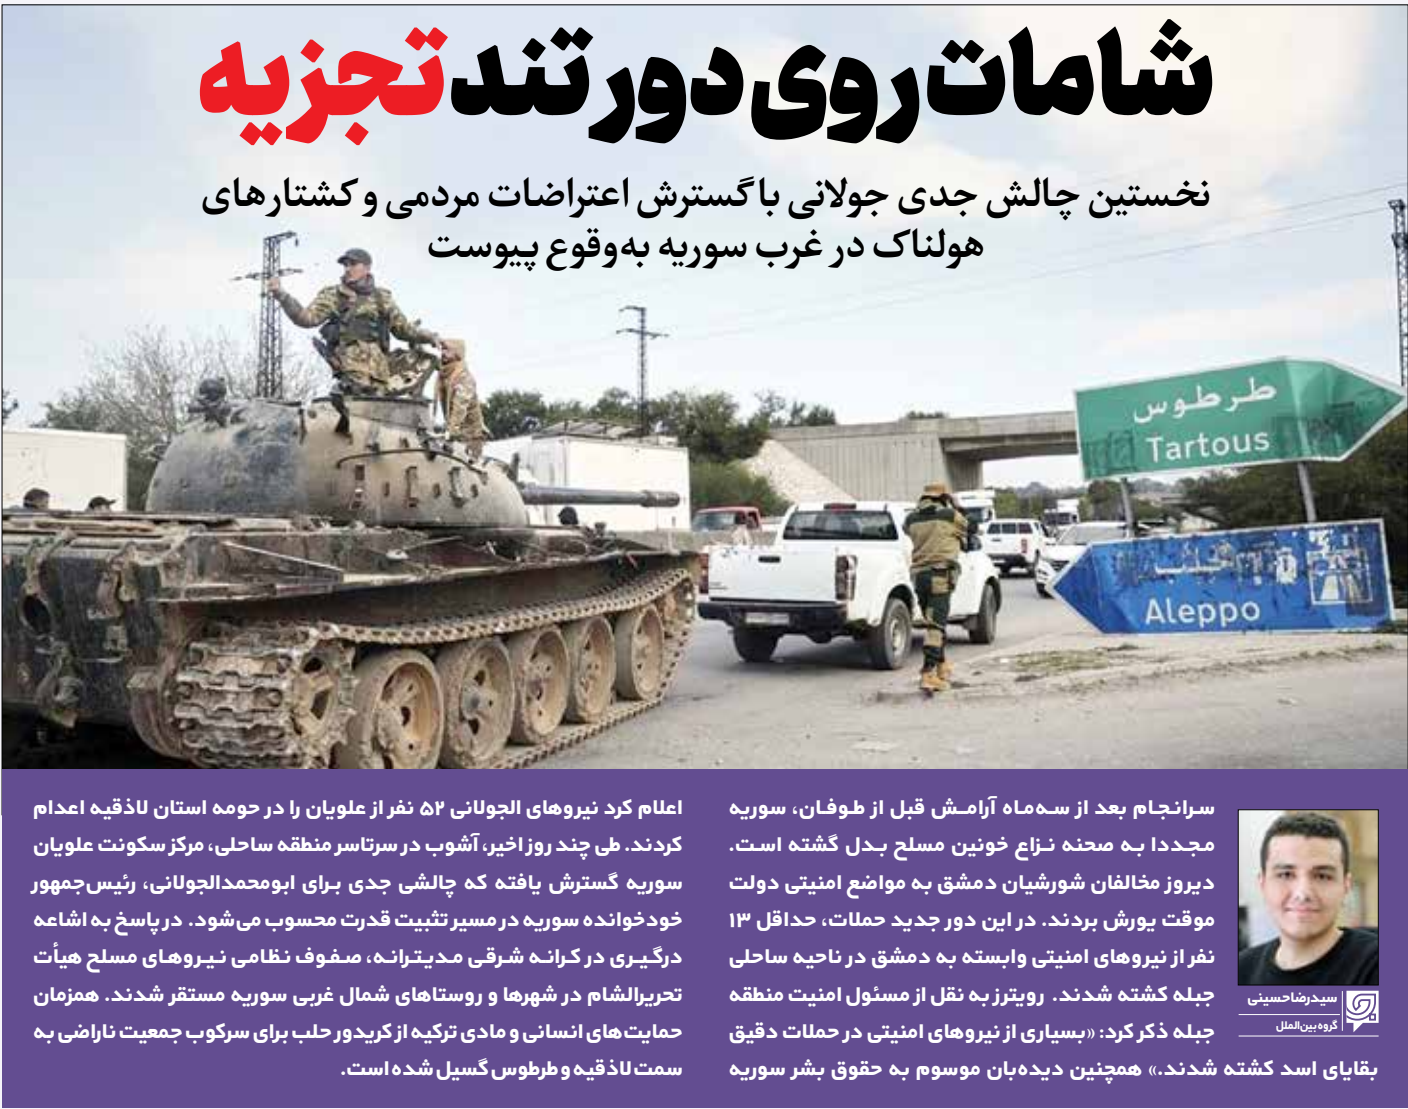 شامات روی دور تند تجزیه
نخستین چالش جدی جولانی با گسترش اعتراضات مردمی و کشتارهای
هولناک در غرب سوریه به‌وقوع پیوست
طرطوس
Tartous
حلب
Aleppo
سیدرضا حسینی
گروه بین‌الملل
سرانجام بعد از سه‌ماه آرامش قبل از طوفان، سوریه
مجددا به صحنه نزاع خونین مسلح بدل گشته است.
دیروز مخالفان شورشیان دمشق به مواضع امنیتی دولت
موقت یورش بردند. در این دور جدید حملات، حداقل ۱۳
نفر از نیروهای امنیتی وابسته به دمشق در ناحیه ساحلی
جبله کشته شدند. رویترز به نقل از مسئول امنیت منطقه
جبله ذکر کرد: «بسیاری از نیروهای امنیتی در حملات دقیق
بقایای اسد کشته شدند.» همچنین دیده‌بان موسوم به حقوق بشر سوریه
اعلام کرد نیروهای الجولانی ۵۲ نفر از علویان را در حومه استان لاذقیه اعدام
کردند. طی چند روز اخیر، آشوب در سرتاسر منطقه ساحلی، مرکز سکونت علویان
سوریه گسترش یافته که چالشی جدی برای ابومحمدالجولانی، رئیس‌جمهور
خودخوانده سوریه در مسیر تثبیت قدرت محسوب می‌شود. در پاسخ به اشاعه
درگیری در کرانه شرقی مدیترانه، صفوف نظامی نیروهای مسلح هیأت
تحریرالشام در شهرها و روستاهای شمال غربی سوریه مستقر شدند. همزمان
حمایت‌های انسانی و مادی ترکیه از کریدور حلب برای سرکوب جمعیت ناراضی به
سمت لاذقیه و طرطوس گسیل شده است.